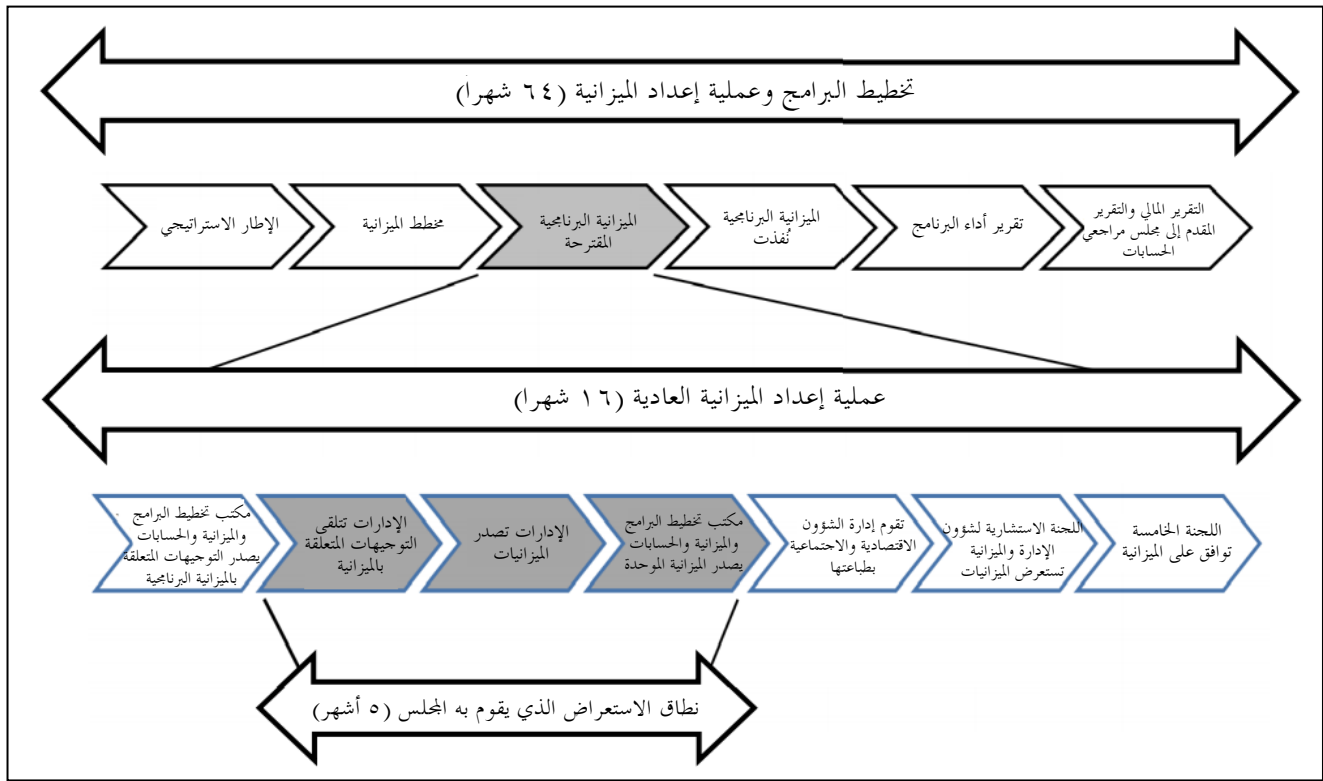 تخطيط البرامج وعملية إعداد الميزانية (٦٤ شهرا)
الإطار الاستراتيجي
مخطط الميزانية
الميزانية البرنامجية
المقترحة
الميزانية البرنامجية
نُفذت
تقرير أداء البرنامج
التقرير المالي والتقرير
المقدم إلى مجلس مراجعي
الحسابات
عملية إعداد الميزانية العادية (١٦ شهرا)
مكتب تخطيط البرامج
والميزانية والحسابات
يصدر التوجيهات المتعلقة
بالميزانية البرنامجية
الإدارات تتلقى
التوجيهات المتعلقة
بالميزانية
الإدارات تصدر
الميزانيات
مكتب تخطيط البرامج
والميزانية والحسابات
يصدر الميزانية الموحدة
تقوم إدارة الشؤون
الاقتصادية والاجتماعية
بطباعتها
اللجنة الاستشارية لشؤون
الإدارة والميزانية
تستعرض الميزانيات
اللجنة الخامسة
توافق على الميزانية
نطاق الاستعراض الذي يقوم به المجلس (٥ أشهر)